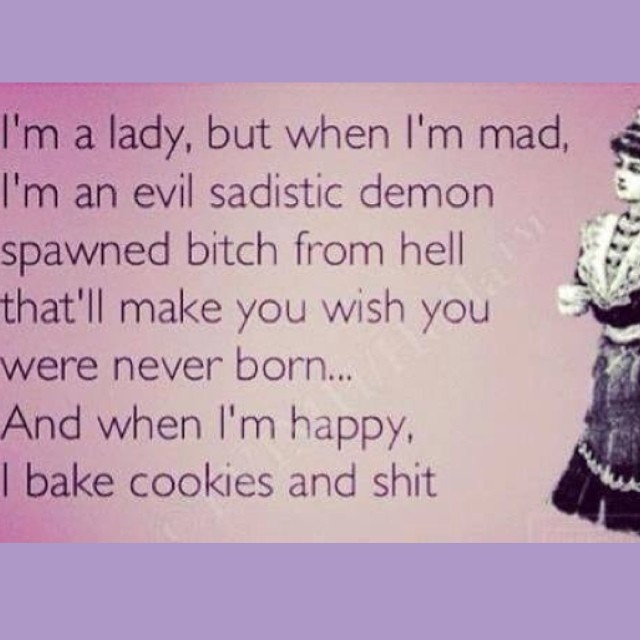 I'm a lady, but when I'm mad,
I'm an evil sadistic demon
spawned bitch from hell
that'll make you wish you
were never born...
And when I'm happy,
I bake cookies and shit